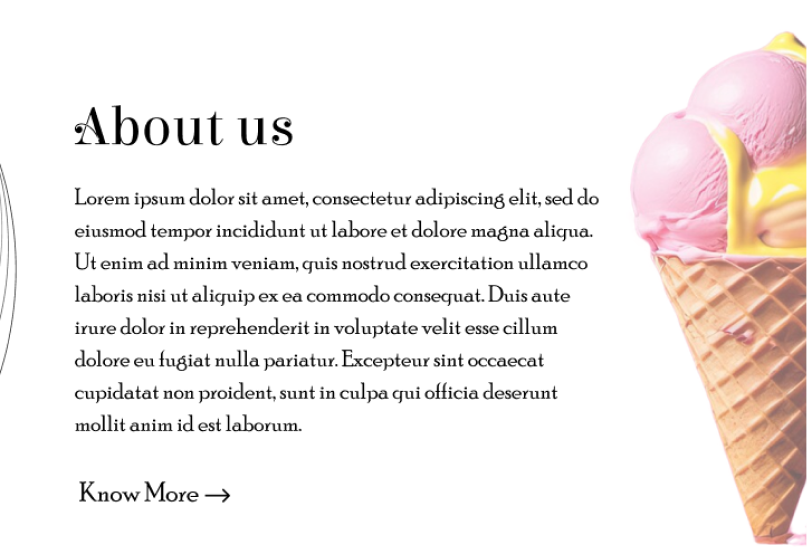 About us
Lorem ipsum dolor sit amet, consectetur adipiscing elit, sed do
eiusmod tempor incididunt ut labore et dolore magna aliqua.
Ut enim ad minim veniam, quis nostrud exercitation ullamco
laboris nisi ut aliquip ex ea commodo consequat. Duis aute
irure dolor in reprehenderit in voluptate velit esse cillum
dolore eu fugiat nulla pariatur. Excepteur sint occaecat
cupidatat non proident, sunt in culpa qui officia deserunt
mollit anim id est laborum.
Know More →